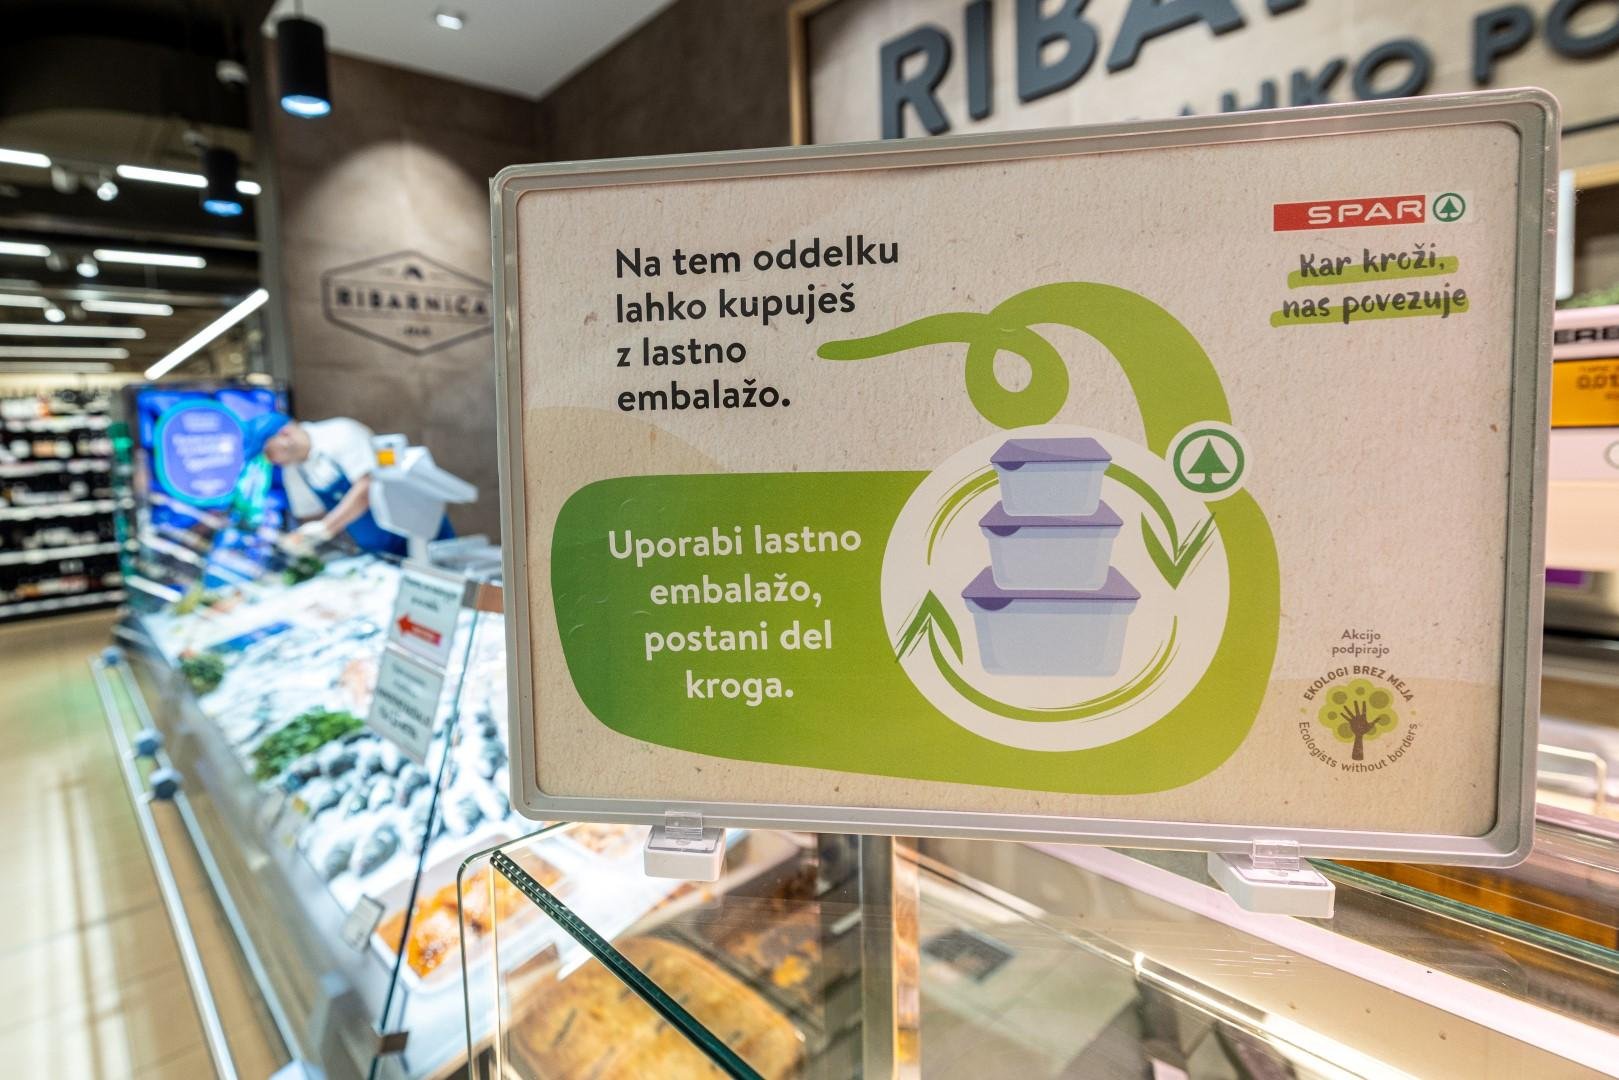 RIBA
LAHKO PO
RIBARNICA
SPAR
Kar kroži,
nas povezuje
Na tem oddelku
lahko kupuješ
z lastno
embalažo.
Uporabi lastno
embalažo,
postani del
kroga.
Akcijo
podpirajo
EKOLOGI BREZ MEJA
Ecologists without borders